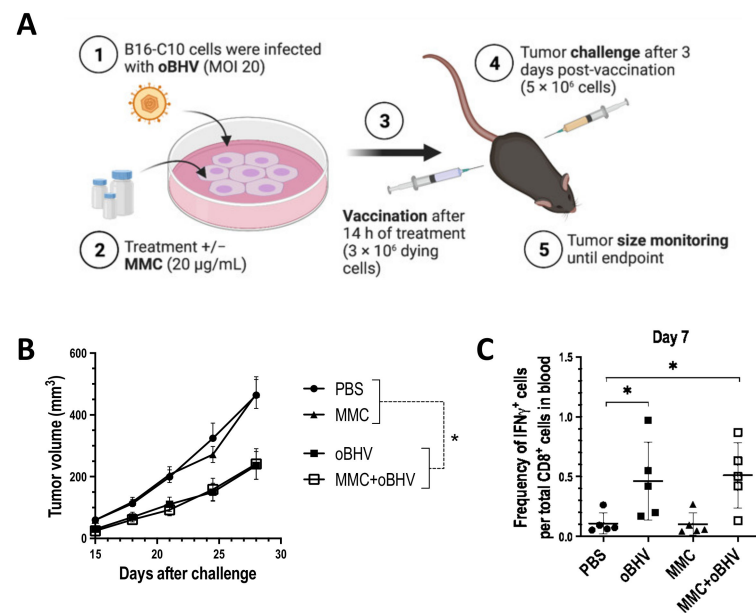 A
1
B16-C10 cells were infected
with oBHV (MOI 20)
2
Treatment +/−
MMC (20 µg/mL)
3
Vaccination after
14 h of treatment
(3 × 10⁶ dying
cells)
4
Tumor challenge after 3
days post-vaccination
(5 × 10⁶ cells)
5
Tumor size monitoring
until endpoint
B
Tumor volume (mm³)
600
400
200
0
15
20
25
30
Days after challenge
PBS
MMC
oBHV
MMC+oBHV
*
C
Day 7
Frequency of IFNγ⁺ cells
per total CD8⁺ cells in blood
1.5
1.0
0.5
0.0
*
*
PBS
oBHV
MMC
MMC+oBHV